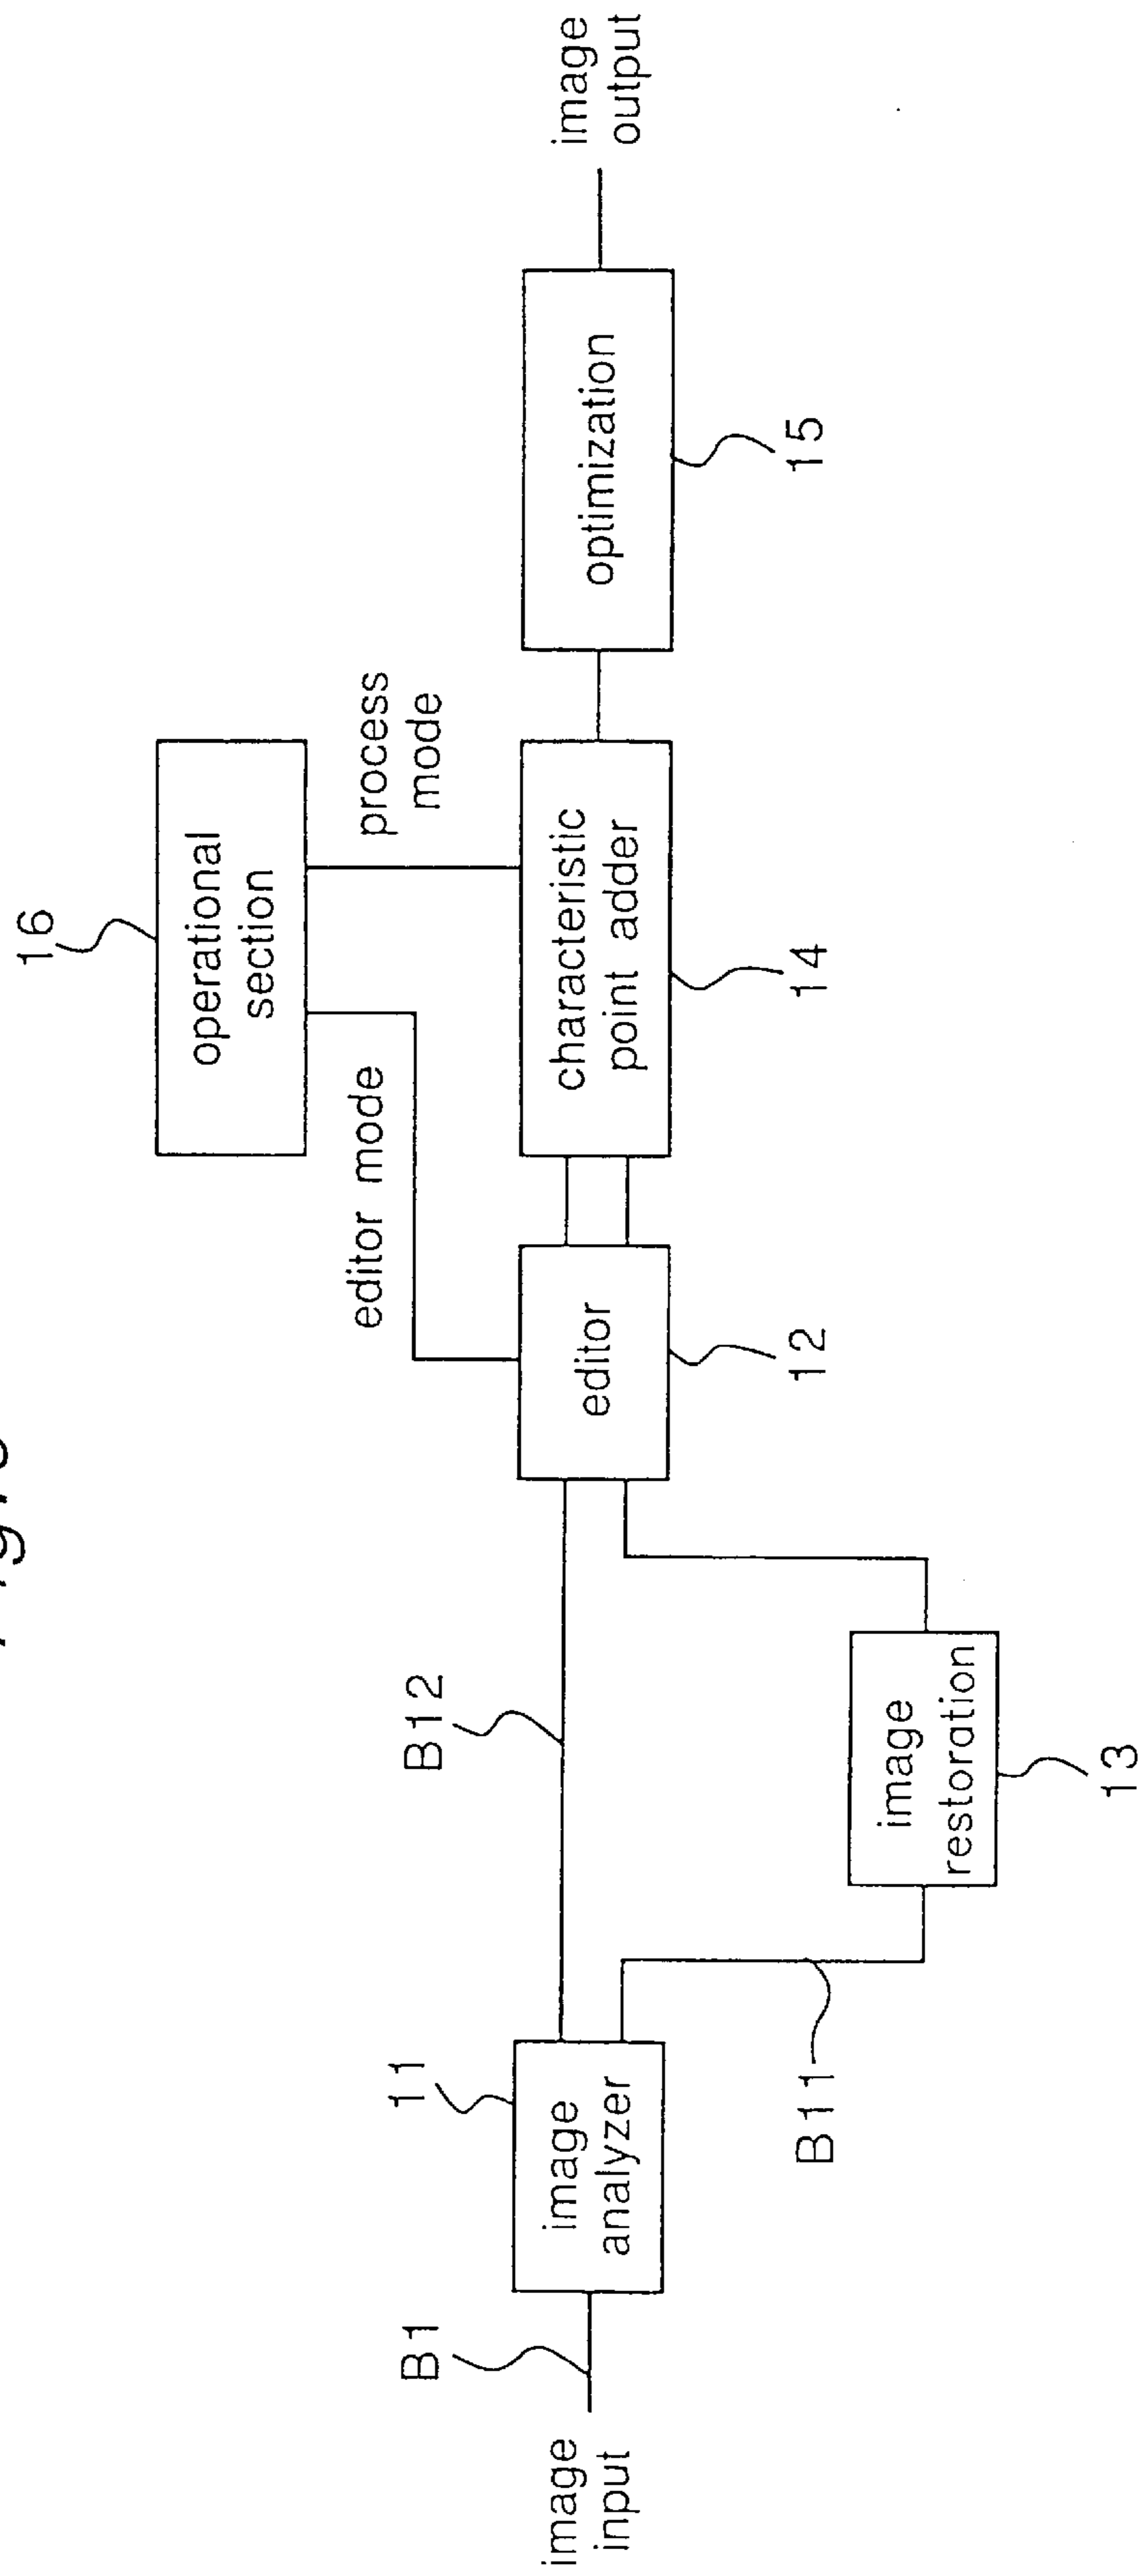 16
operational
section
process
mode
editor mode
B1
image
input
11
image
analyzer
B12
B11
image
restoration
13
editor
12
characteristic
point adder
14
optimization
15
image
output